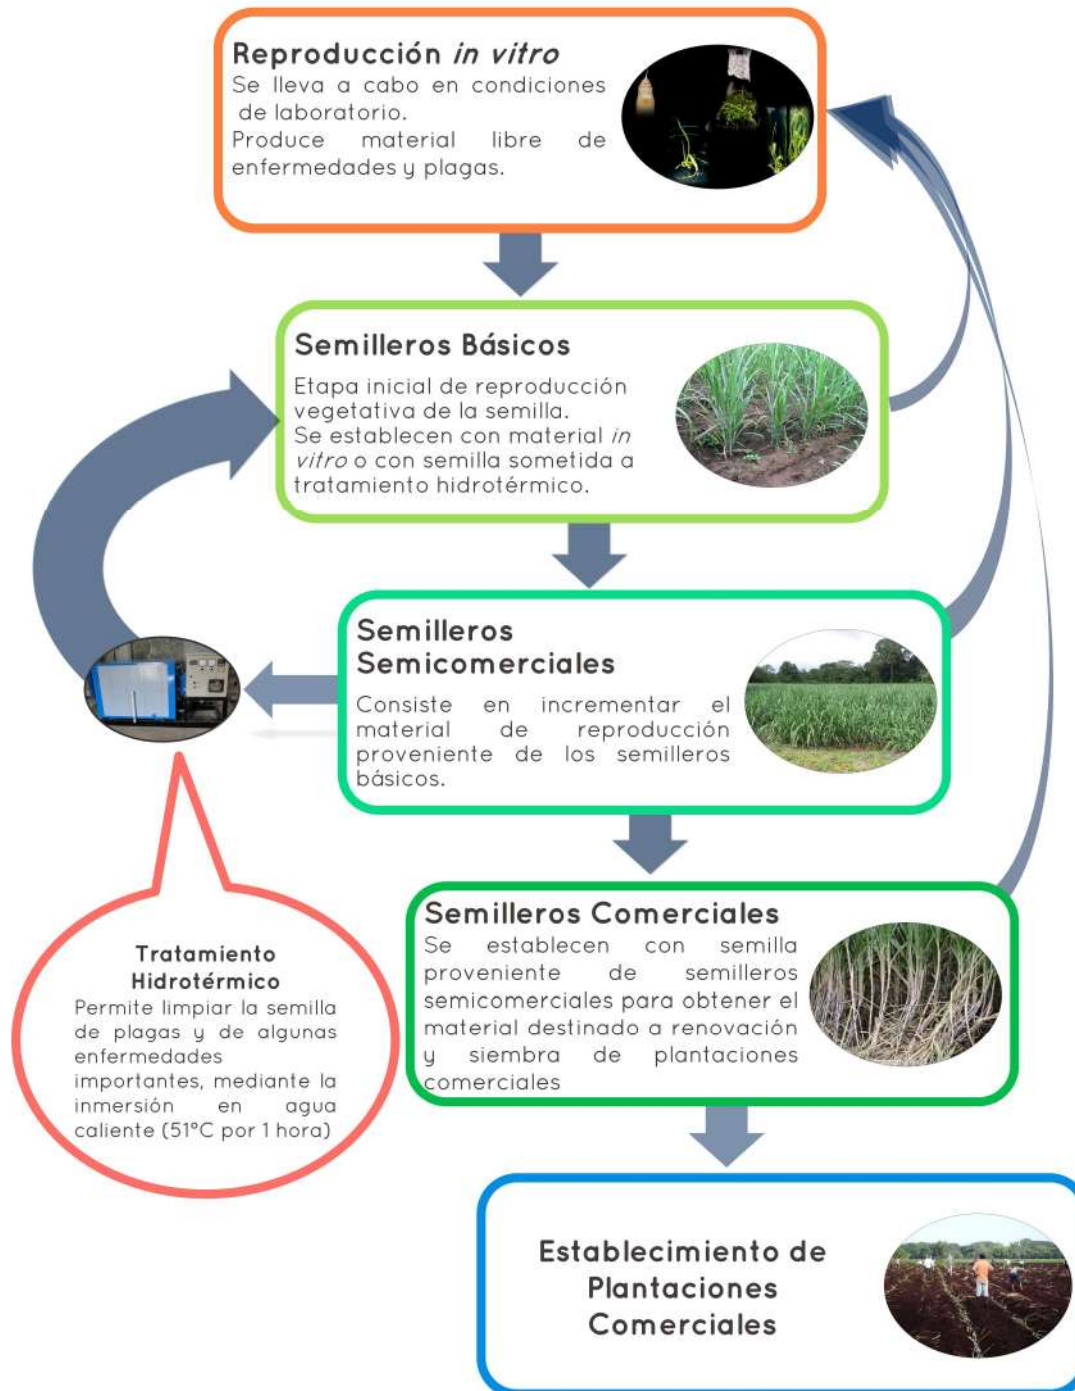 Reproducción in vitro
Se lleva a cabo en condiciones
de laboratorio.
Produce material libre de
enfermedades y plagas.
Semilleros Básicos
Etapa inicial de reproducción
vegetativa de la semilla.
Se establecen con material in
vitro o con semilla sometida a
tratamiento hidrotérmico.
Semilleros
Semicomerciales
Consiste en incrementar el
material de reproducción
proveniente de los semilleros
básicos.
Semilleros Comerciales
Se establecen con semilla
proveniente de semilleros
semicomerciales para obtener el
material destinado a renovación
y siembra de plantaciones
comerciales
Tratamiento
Hidrotérmico
Permite limpiar la semilla
de plagas y de algunas
enfermedades
importantes, mediante la
inmersión en agua
caliente (51°C por 1 hora)
Establecimiento de
Plantaciones
Comerciales